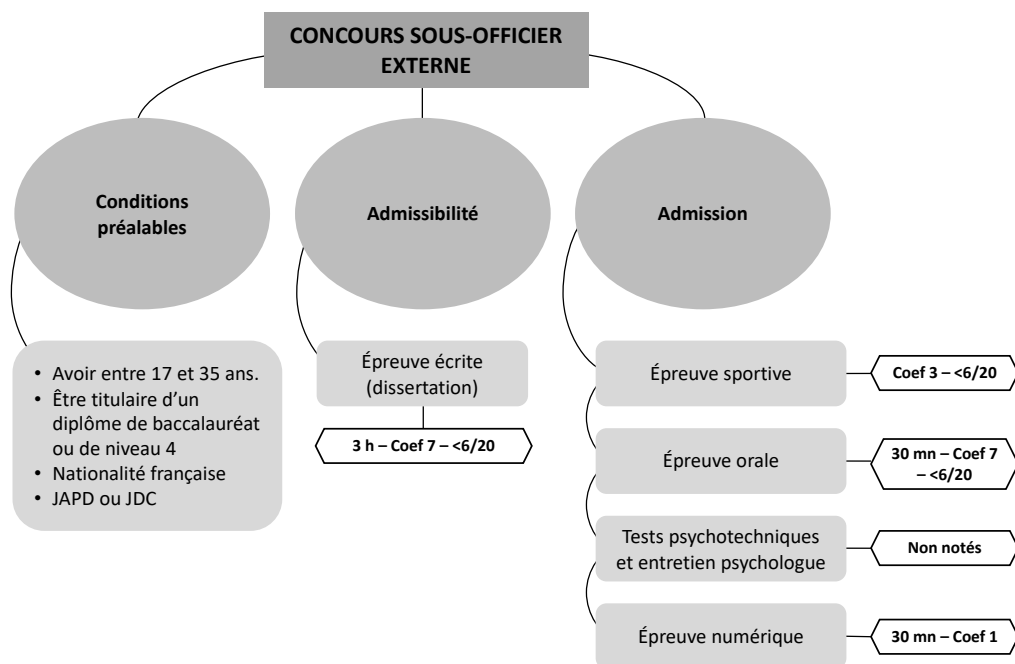 CONCOURS SOUS-OFFICIER
EXTERNE
Conditions
préalables
Admissibilité
Admission
• Avoir entre 17 et 35 ans.
• Être titulaire d’un
diplôme de baccalauréat
ou de niveau 4
• Nationalité française
• JAPD ou JDC
Épreuve écrite
(dissertation)
3 h – Coef 7 – <6/20
Épreuve sportive
Coef 3 – <6/20
Épreuve orale
30 mn – Coef 7
– <6/20
Tests psychotechniques
et entretien psychologue
Non notés
Épreuve numérique
30 mn – Coef 1